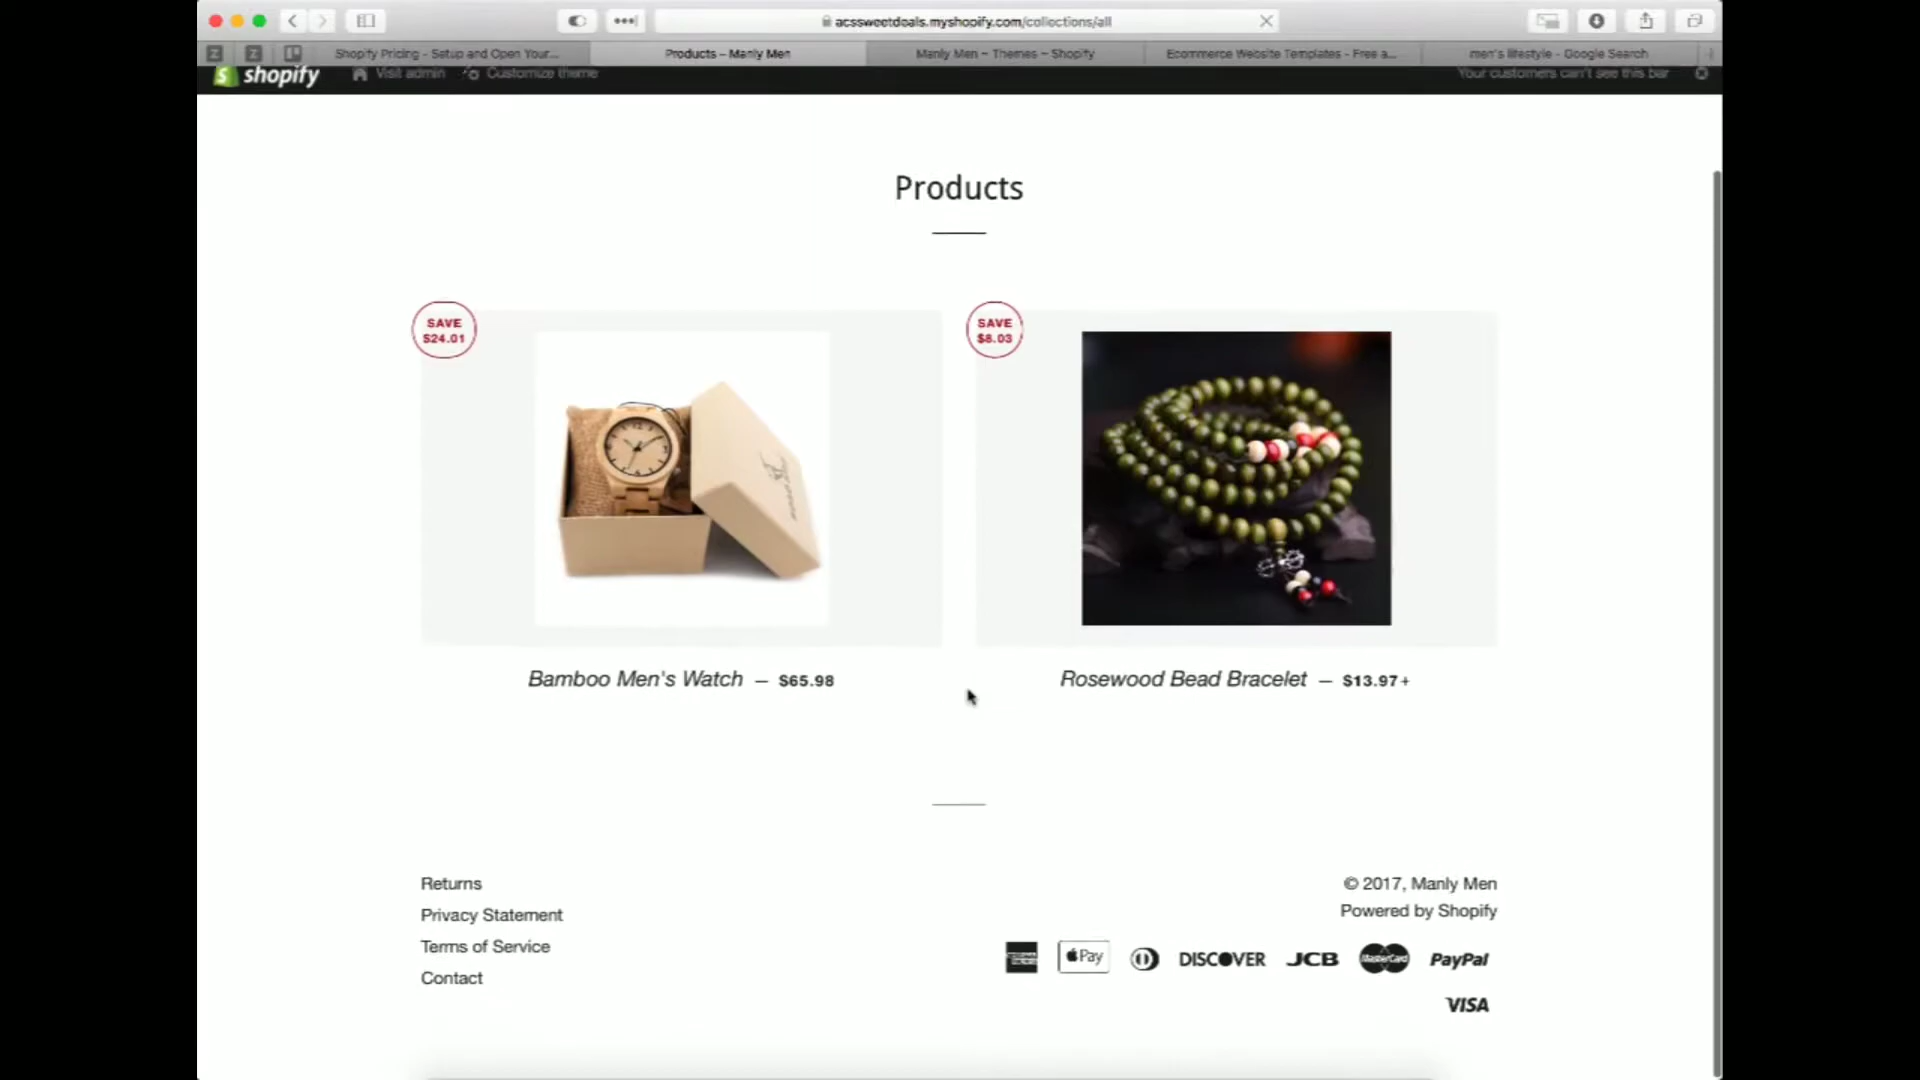 acssweetdeals.myshopify.com/collections/all
Shopify Pricing - Setup and Open Your...
Products – Manly Men
Manly Men ~ Themes ~ Shopify
Ecommerce Website Templates - Free a...
men's lifestyle - Google Search
shopify
Visit admin
Customize theme
Your customers can't see this bar
Products
SAVE
$24.01
SAVE
$8.03
Bamboo Men's Watch — $65.98
Rosewood Bead Bracelet — $13.97+
Returns
Privacy Statement
Terms of Service
Contact
© 2017, Manly Men
Powered by Shopify
Pay
DISCOVER
JCB
MasterCard
PayPal
VISA